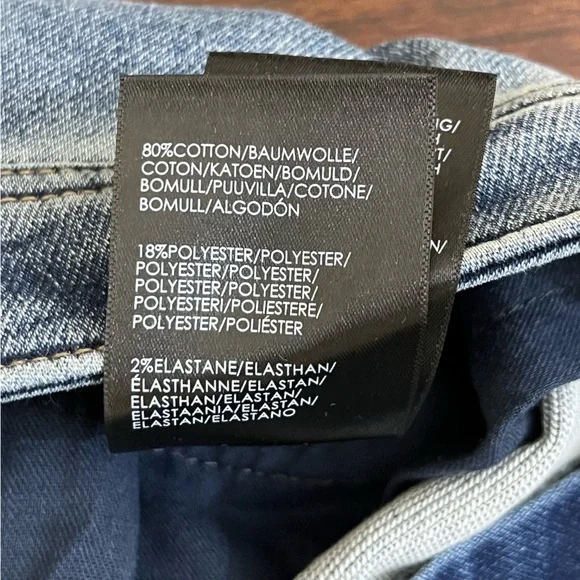 80%COTTON/BAUMWOLLE/
COTON/KATOEN/BOMULD/
BOMULL/PUUVILLA/COTONE/
BOMULL/ALGODÓN
18%POLYESTER/POLYESTER/
POLYESTER/POLYESTER/
POLYESTER/POLYESTER/
POLYESTERI/POLIESTERE/
POLYESTER/POLIÉSTER
2%ELASTANE/ELASTHAN/
ÉLASTHANNE/ELASTAN/
ELASTHAN/ELASTAN/
ELASTAANIA/ELASTAN/
ELASTAN/ELASTANO